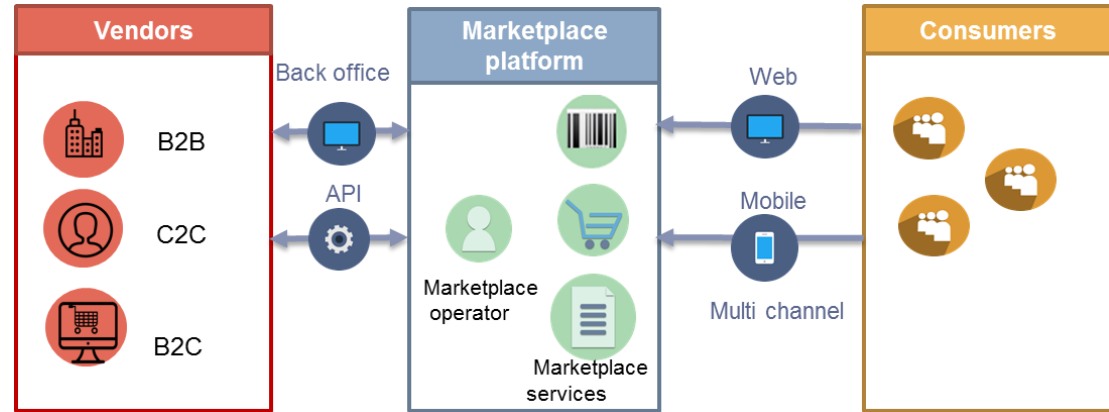 Vendors
B2B
C2C
B2C
Back office
API
Marketplace
platform
Marketplace
operator
Marketplace
services
Web
Mobile
Multi channel
Consumers